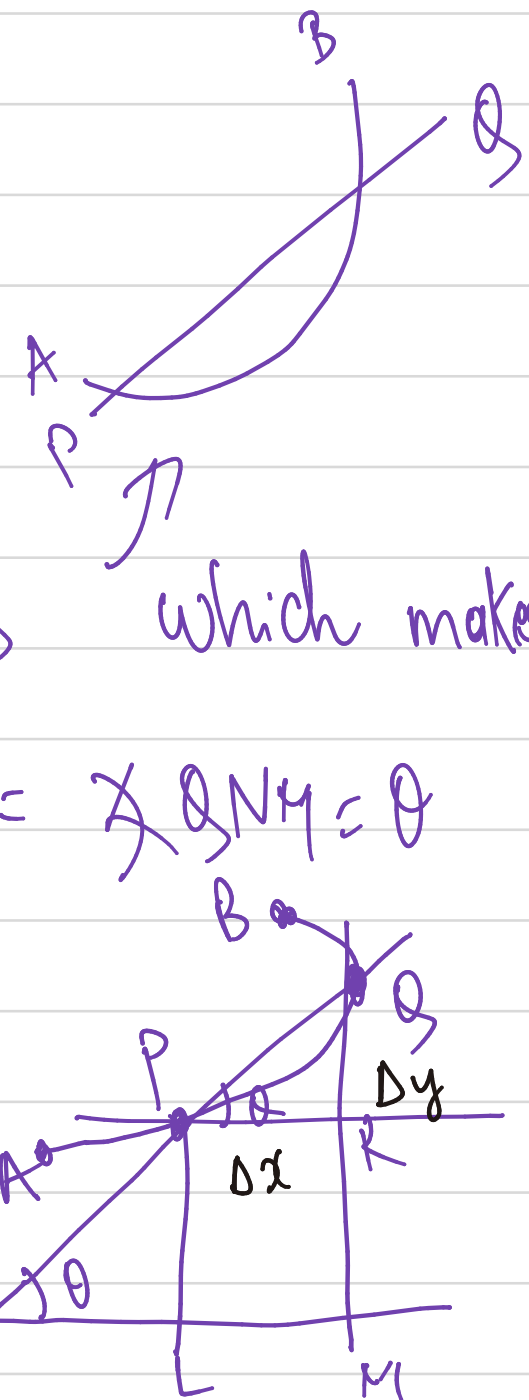 B
Q
A
P
which make
= ∠ QNM = θ
B
Q
P
θ
Δy
K
A
Δx
θ
L
M